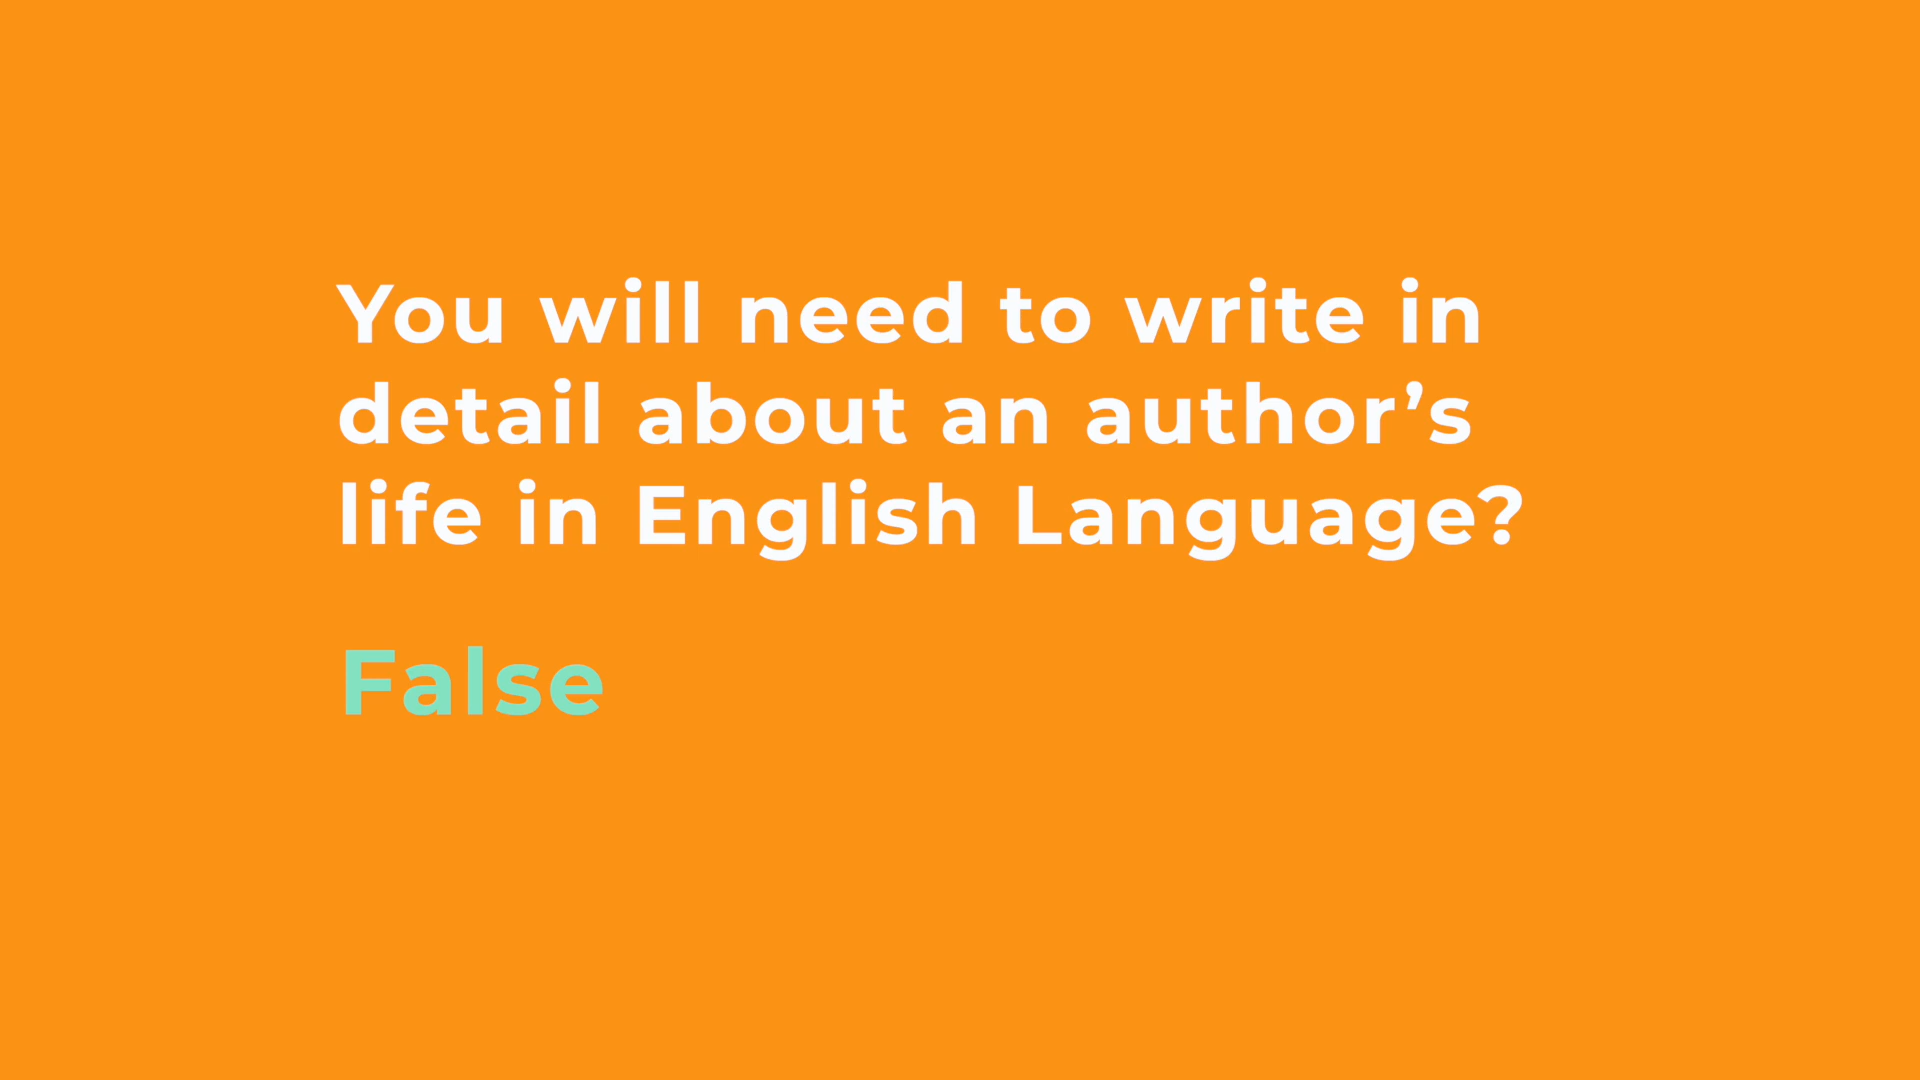 You will need to write in
detail about an author’s
life in English Language?
False